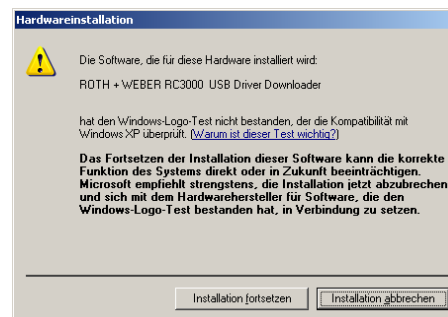 Hardwareinstallation
Die Software, die für diese Hardware installiert wird:
ROTH + WEBER RC3000 USB Driver Downloader
hat den Windows-Logo-Test nicht bestanden, der die Kompatibilität mit
Windows XP überprüft. (Warum ist dieser Test wichtig?)
Das Fortsetzen der Installation dieser Software kann die korrekte
Funktion des Systems direkt oder in Zukunft beeinträchtigen.
Microsoft empfiehlt strengstens, die Installation jetzt abzubrechen
und sich mit dem Hardwarehersteller für Software, die den
Windows-Logo-Test bestanden hat, in Verbindung zu setzen.
Installation fortsetzen
Installation abbrechen